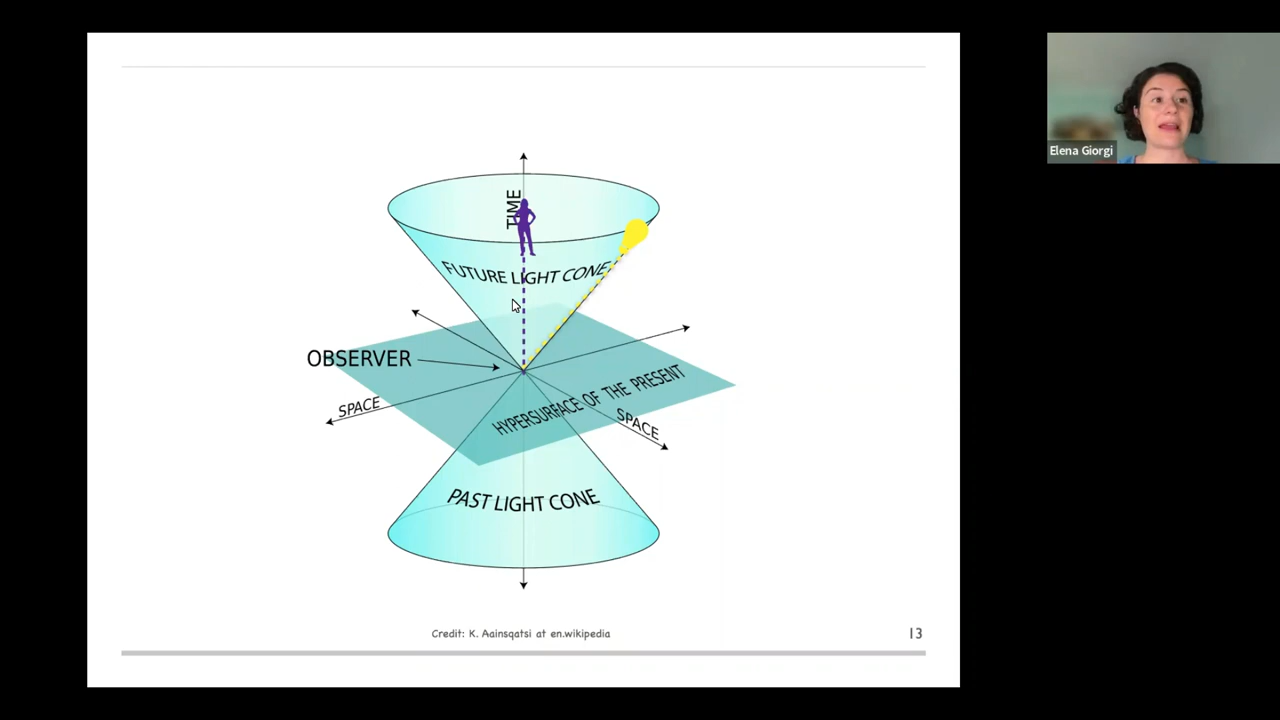 TIME
FUTURE LIGHT CONE
OBSERVER
SPACE
HYPERSURFACE OF THE PRESENT
SPACE
PAST LIGHT CONE
Credit: K. Aainsqatsi at en.wikipedia
13
Elena Giorgi